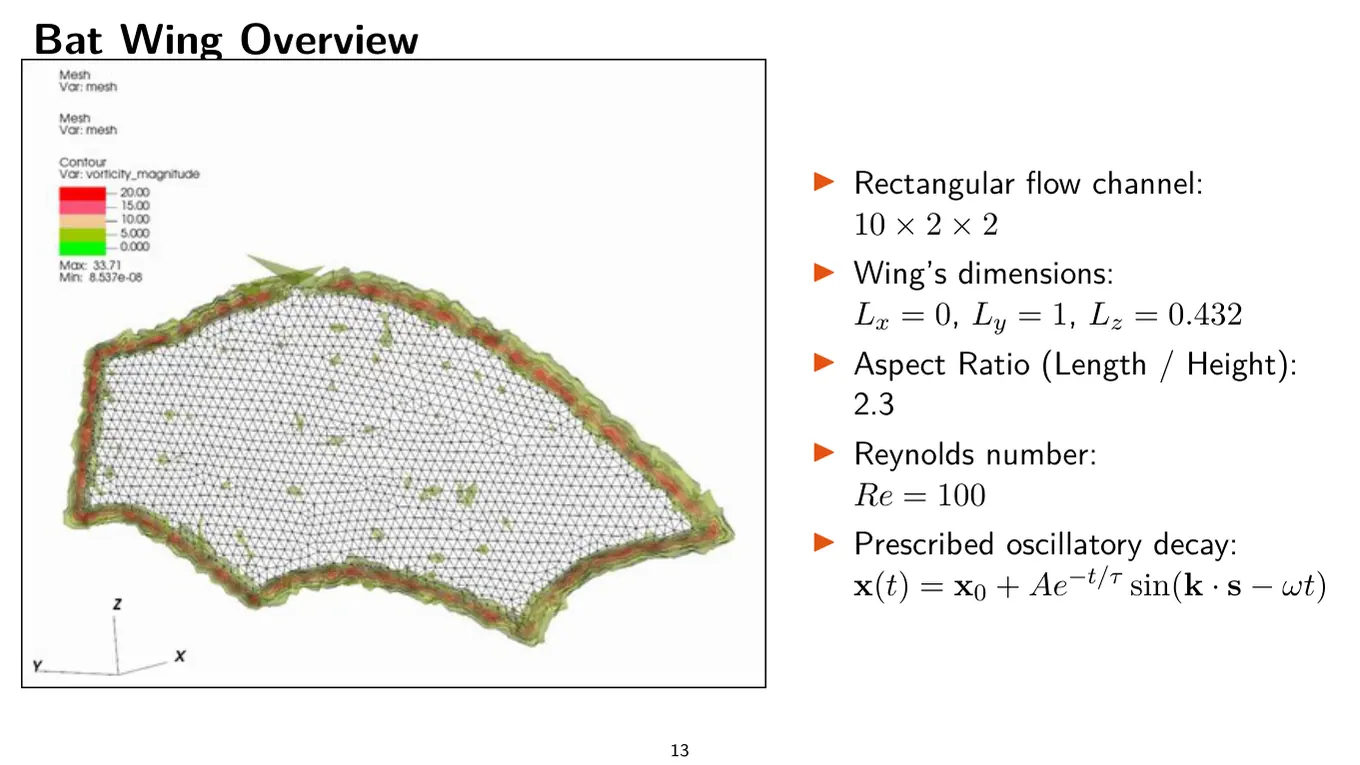 Bat Wing Overview
Mesh
Var: mesh
Mesh
Var: mesh
Contour
Var: vorticity_magnitude
20.00
15.00
10.00
5.000
0.000
Max: 33.71
Min: 8.537e-08
Z
Y
X
▶ Rectangular flow channel:
10 × 2 × 2
▶ Wing's dimensions:
Lₓ = 0, L_y = 1, L_z = 0.432
▶ Aspect Ratio (Length / Height):
2.3
▶ Reynolds number:
Re = 100
▶ Prescribed oscillatory decay:
x(t) = x₀ + Ae^{−t/τ} sin(k · s − ωt)
13